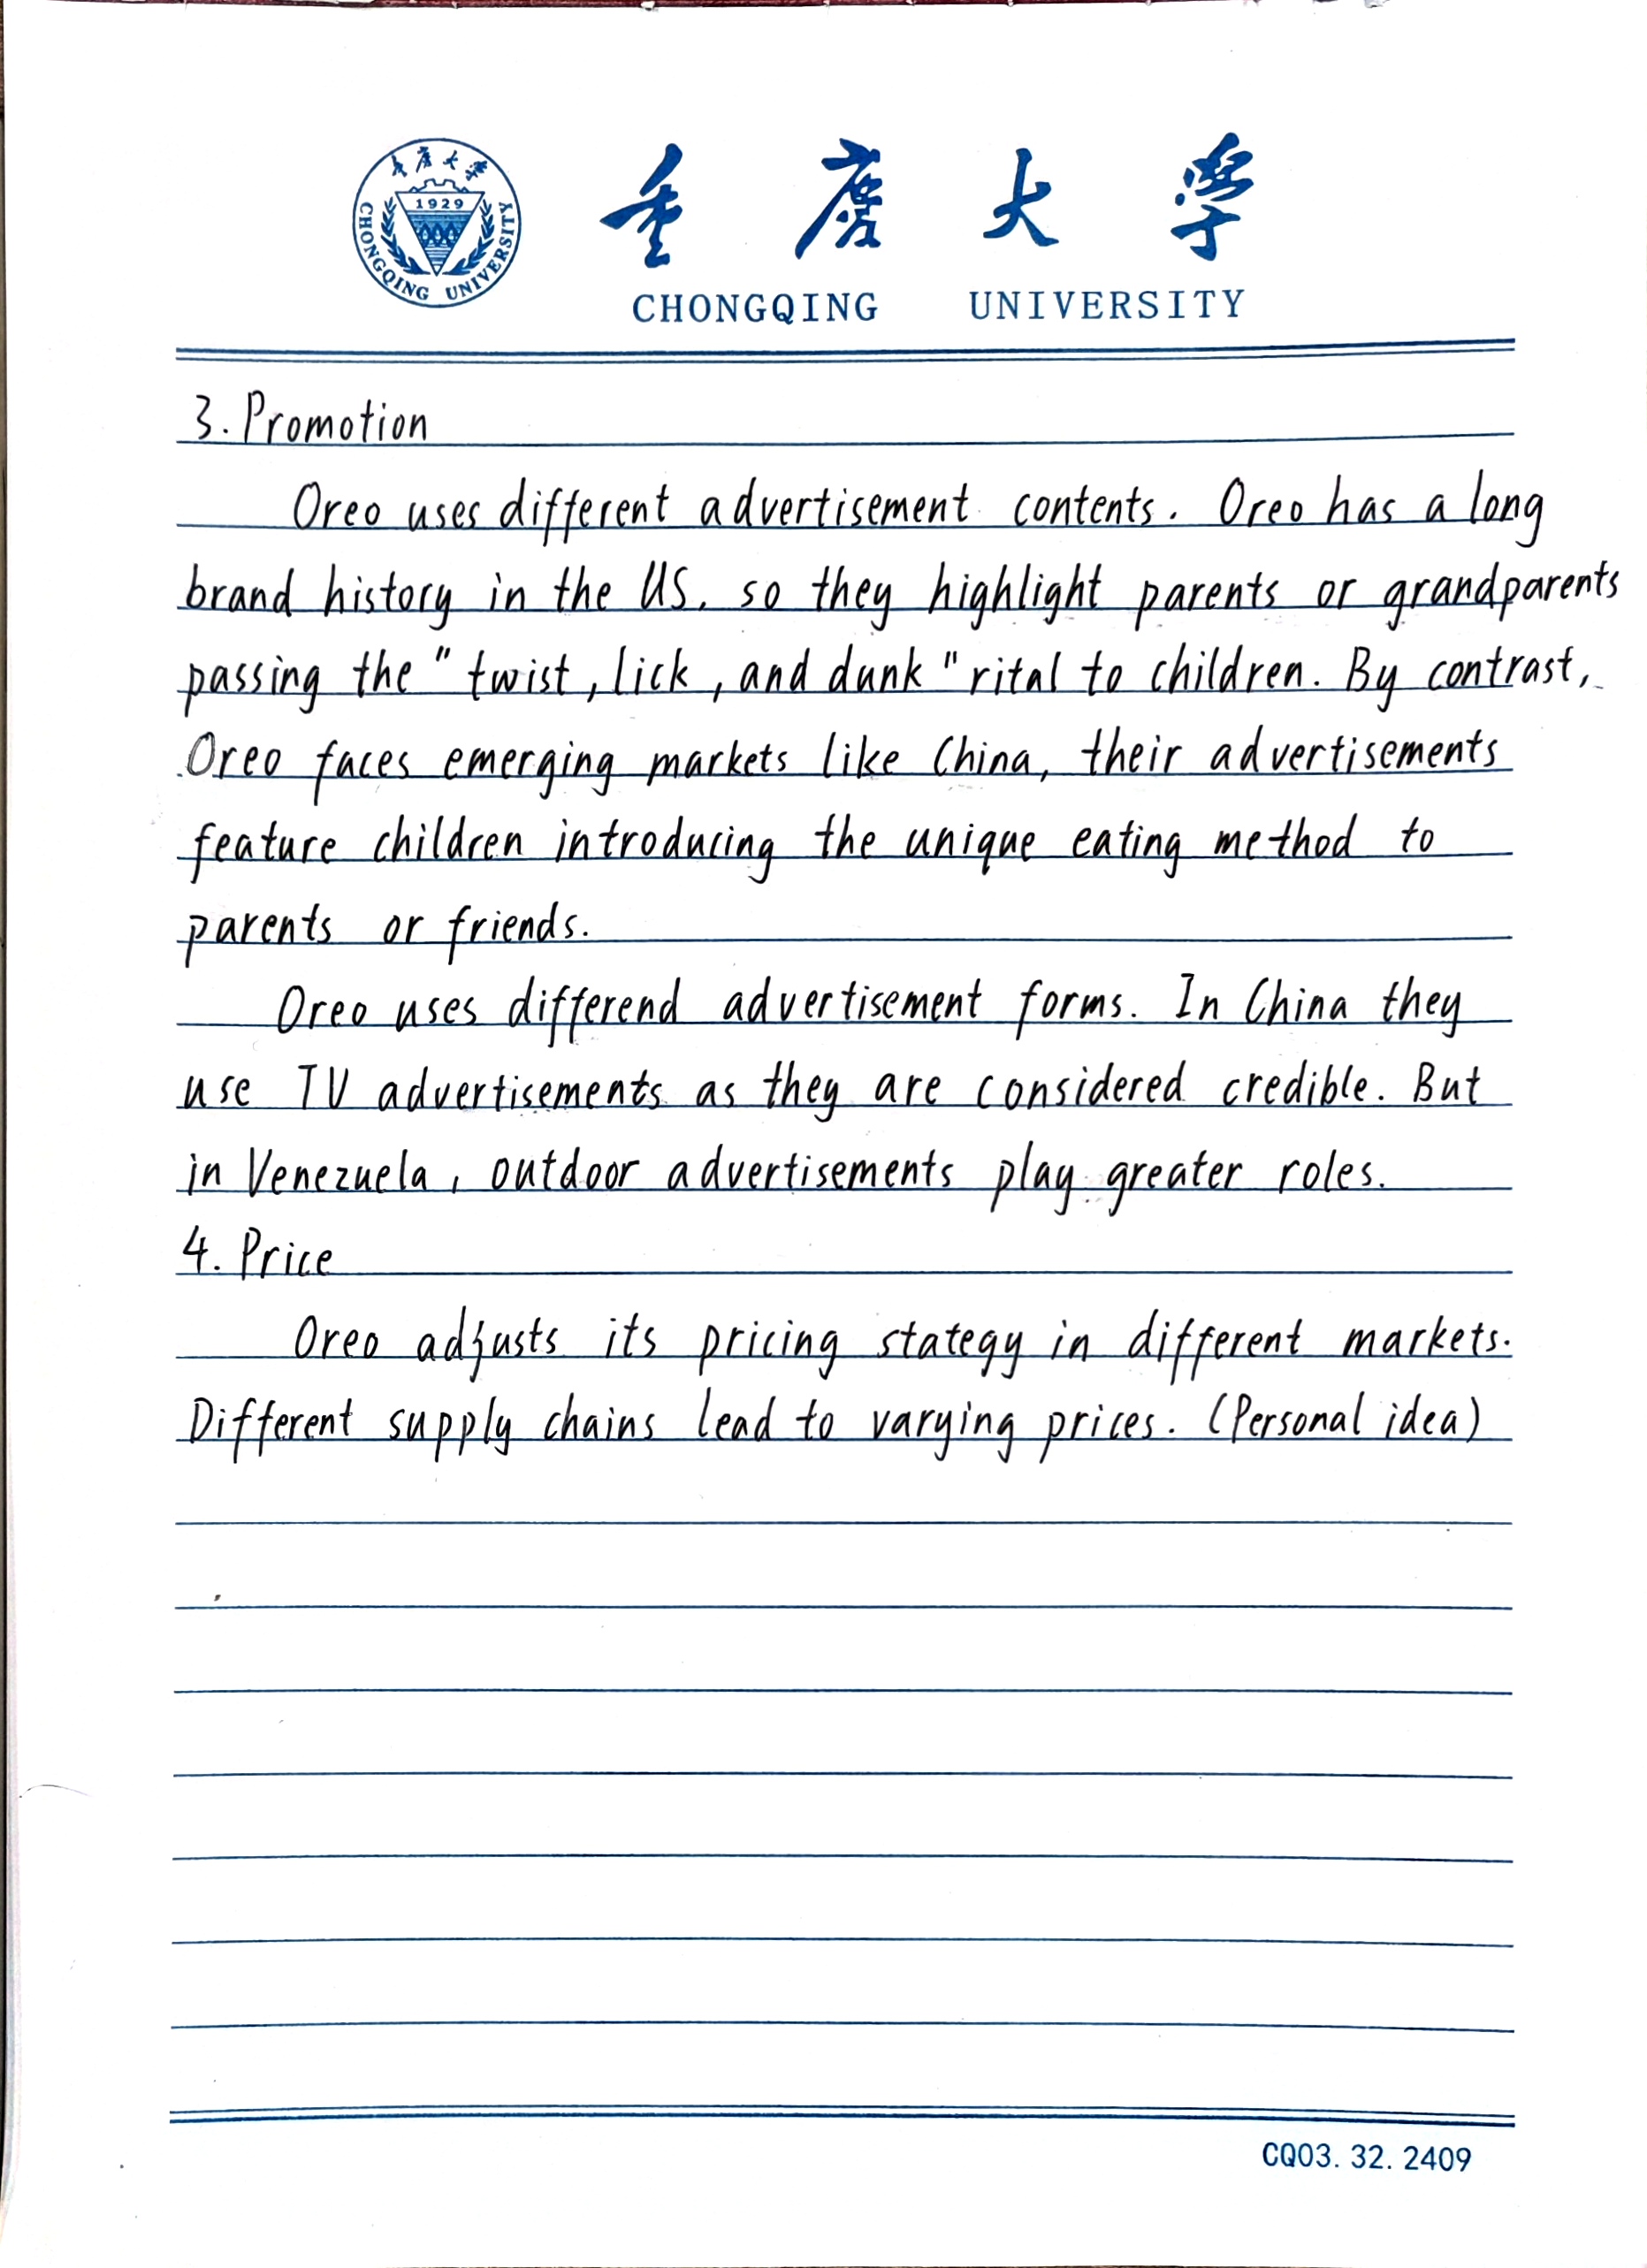 重庆大学
1929
CHONGQING UNIVERSITY
重庆大学
CHONGQING UNIVERSITY
3. Promotion
Oreo uses different advertisement contents. Oreo has a long
brand history in the US, so they highlight parents or grandparents
passing the "twist, lick, and dunk" rital to children. By contrast,
Oreo faces emerging markets like China, their advertisements
feature children introducing the unique eating method to
parents or friends.
Oreo uses differend advertisement forms. In China they
use TV advertisements as they are considered credible. But
in Venezuela, outdoor advertisements play greater roles.
4. Price
Oreo adjusts its pricing stategy in different markets.
Different supply chains lead to varying prices. (Personal idea)
CQ03.32.2409